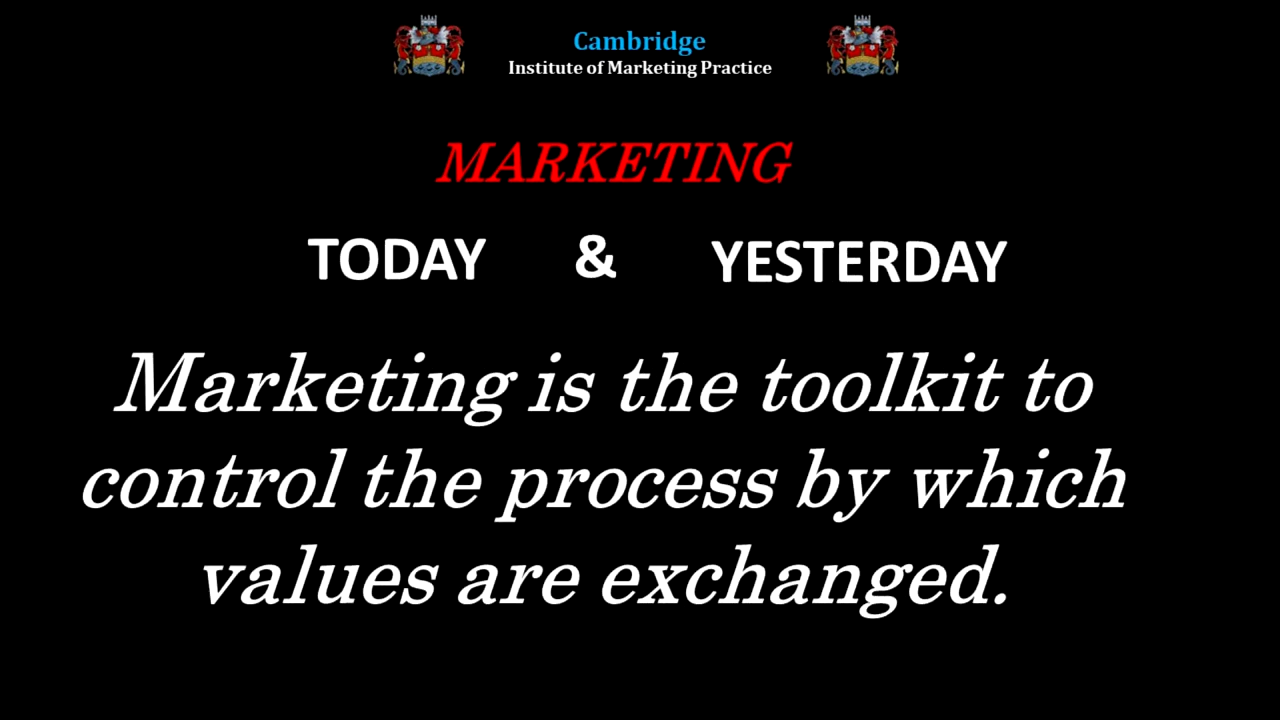 Cambridge
Institute of Marketing Practice
MARKETING
TODAY & YESTERDAY
Marketing is the toolkit to
control the process by which
values are exchanged.